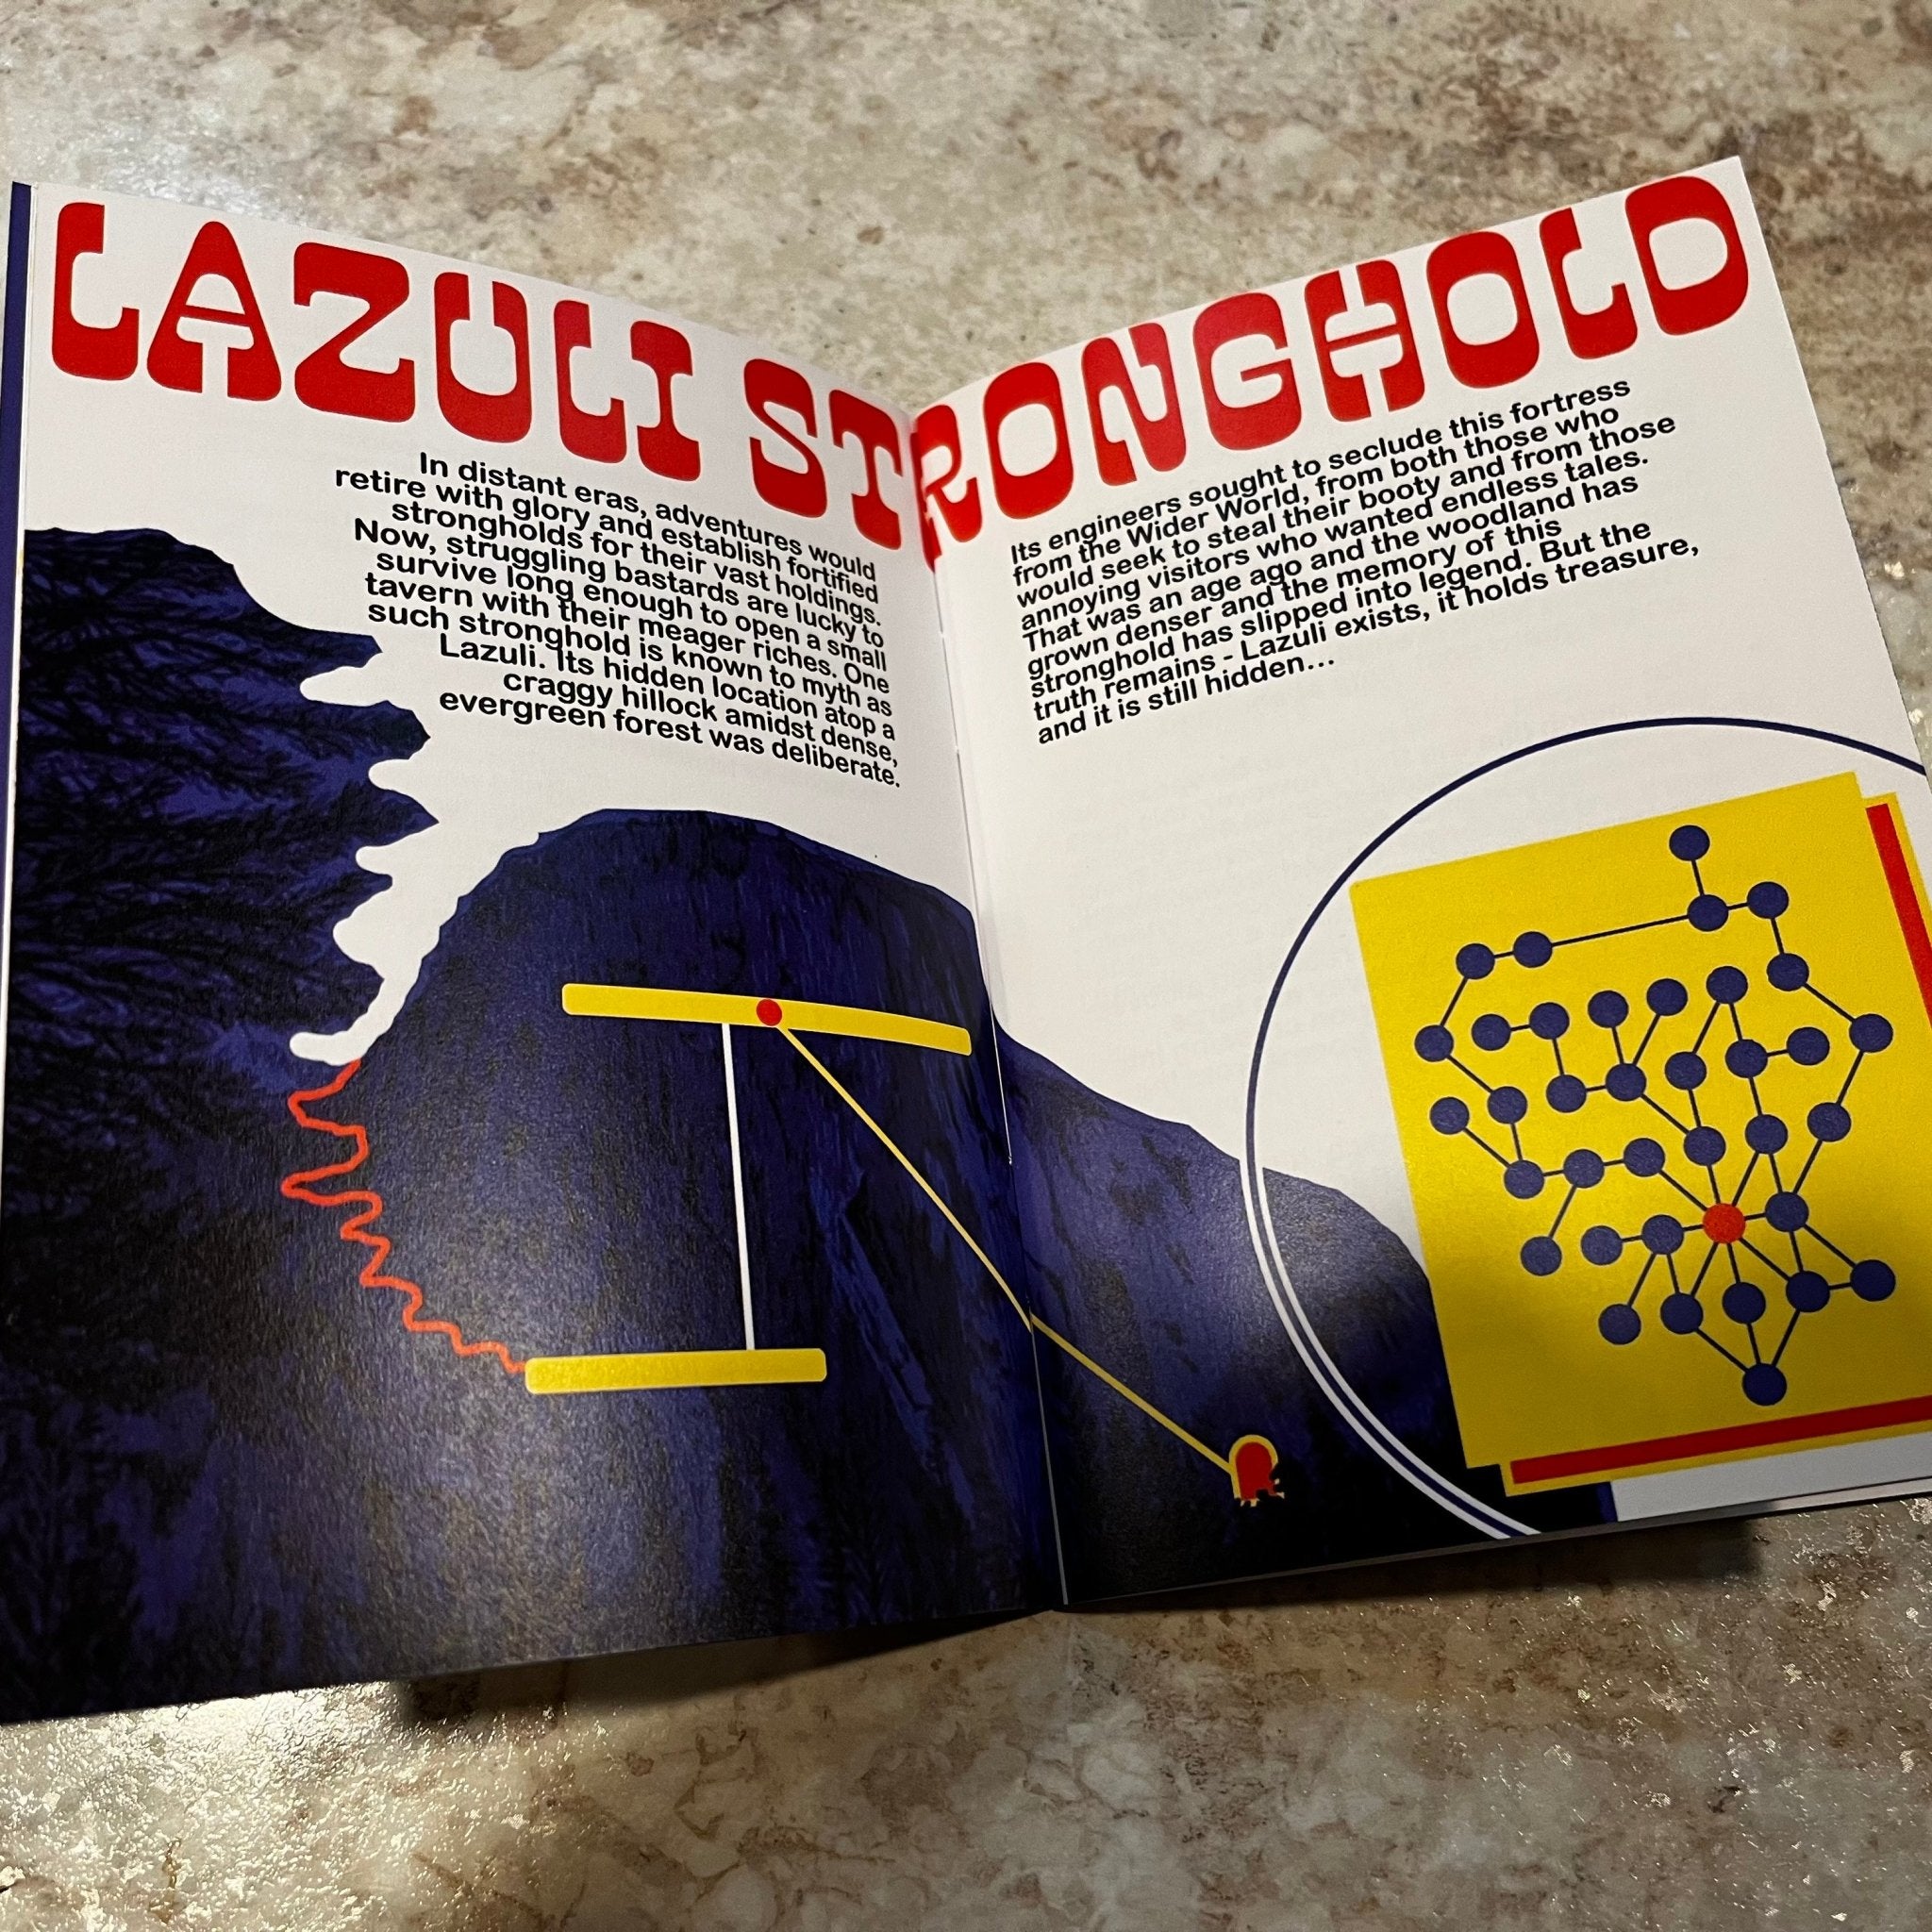 LAZULI STRONGHOLD
In distant eras, adventures would
retire with glory and establish fortified
strongholds for their vast holdings.
Now, struggling bastards are lucky to
survive long enough to open a small
tavern with their meager riches. One
such stronghold is known to myth as
Lazuli. Its hidden location atop a
craggy hillock amidst dense,
evergreen forest was deliberate.
Its engineers sought to seclude this fortress
from the Wider World, from both those who
would seek to steal their booty and from those
annoying visitors who wanted endless tales.
That was an age ago and the woodland has
grown denser and the memory of this
stronghold has slipped into legend. But the
truth remains - Lazuli exists, it holds treasure,
and it is still hidden...